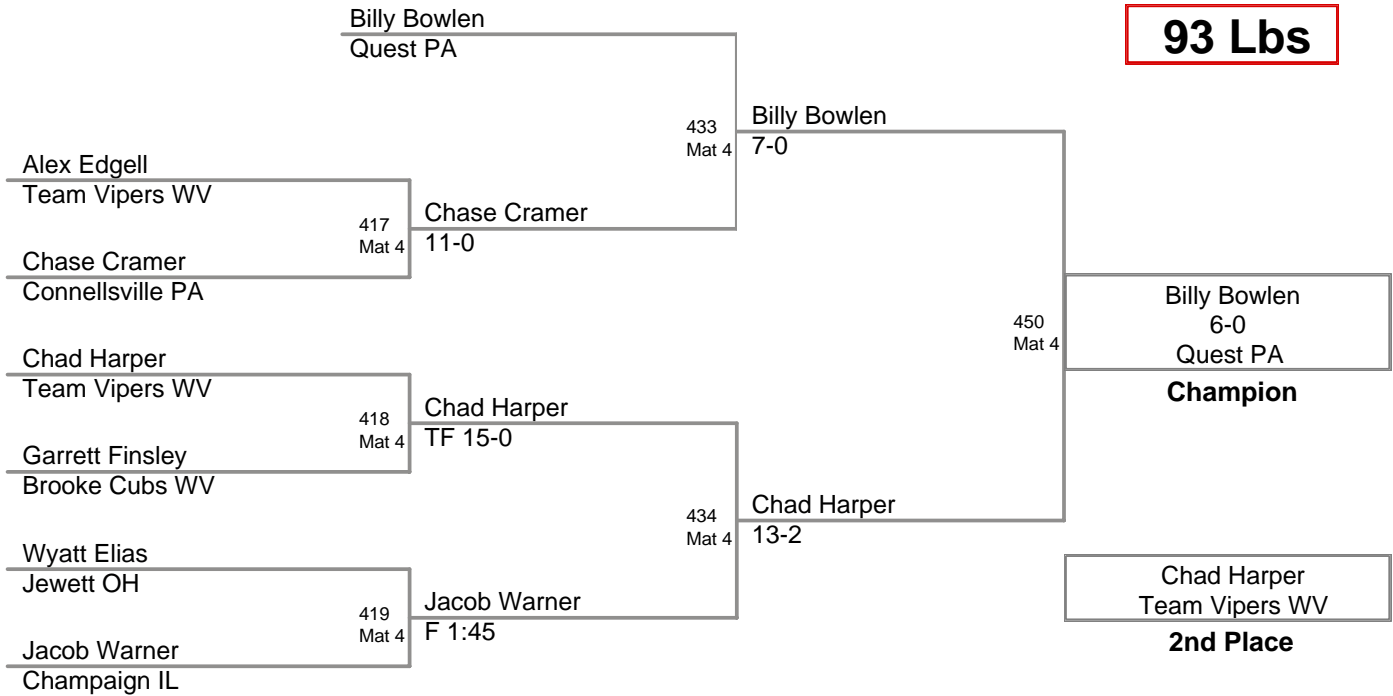 Billy Bowlen
Quest PA
93 Lbs
433
Mat 4
Billy Bowlen
7-0
Alex Edgell
Team Vipers WV
417
Mat 4
Chase Cramer
11-0
Chase Cramer
Connellsville PA
450
Mat 4
Billy Bowlen
6-0
Quest PA
Champion
Chad Harper
Team Vipers WV
418
Mat 4
Chad Harper
TF 15-0
Garrett Finsley
Brooke Cubs WV
434
Mat 4
Chad Harper
13-2
Wyatt Elias
Jewett OH
419
Mat 4
Jacob Warner
F 1:45
Jacob Warner
Champaign IL
Chad Harper
Team Vipers WV
2nd Place